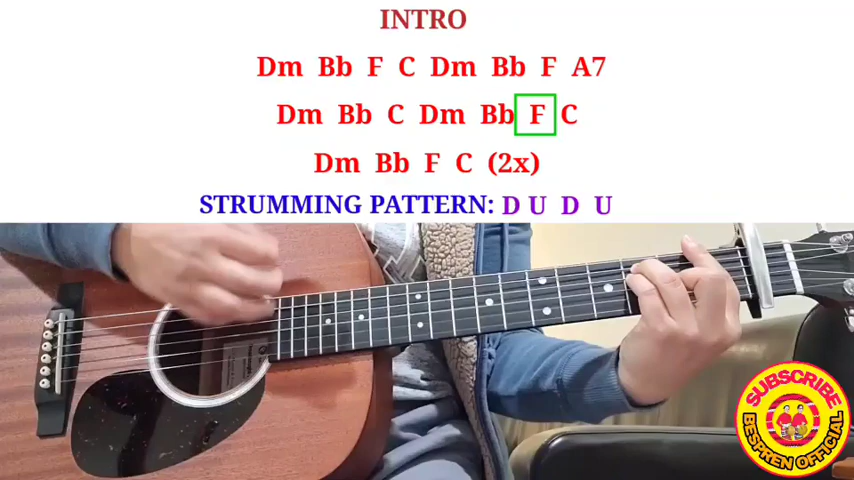 INTRO
Dm Bb F C Dm Bb F A7
Dm Bb C Dm Bb F C
Dm Bb F C (2x)
STRUMMING PATTERN: D U D U
SUBSCRIBE
BESPREN OFFICIAL